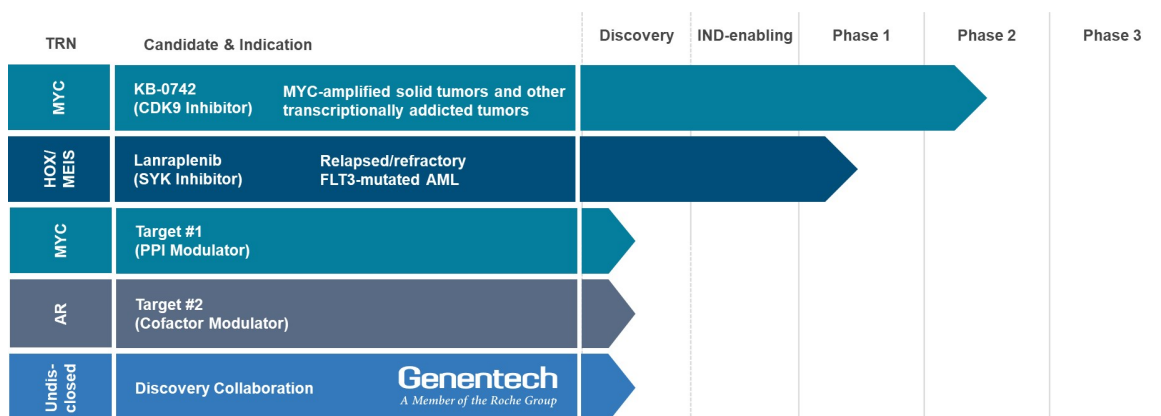 TRN
Candidate & Indication
Discovery
IND-enabling
Phase 1
Phase 2
Phase 3
MYC
KB-0742
(CDK9 Inhibitor)
MYC-amplified solid tumors and other
transcriptionally addicted tumors
HOX/
MEIS
Lanraplenib
(SYK Inhibitor)
Relapsed/refractory
FLT3-mutated AML
MYC
Target #1
(PPI Modulator)
AR
Target #2
(Cofactor Modulator)
Undis-
closed
Discovery Collaboration
Genentech
A Member of the Roche Group